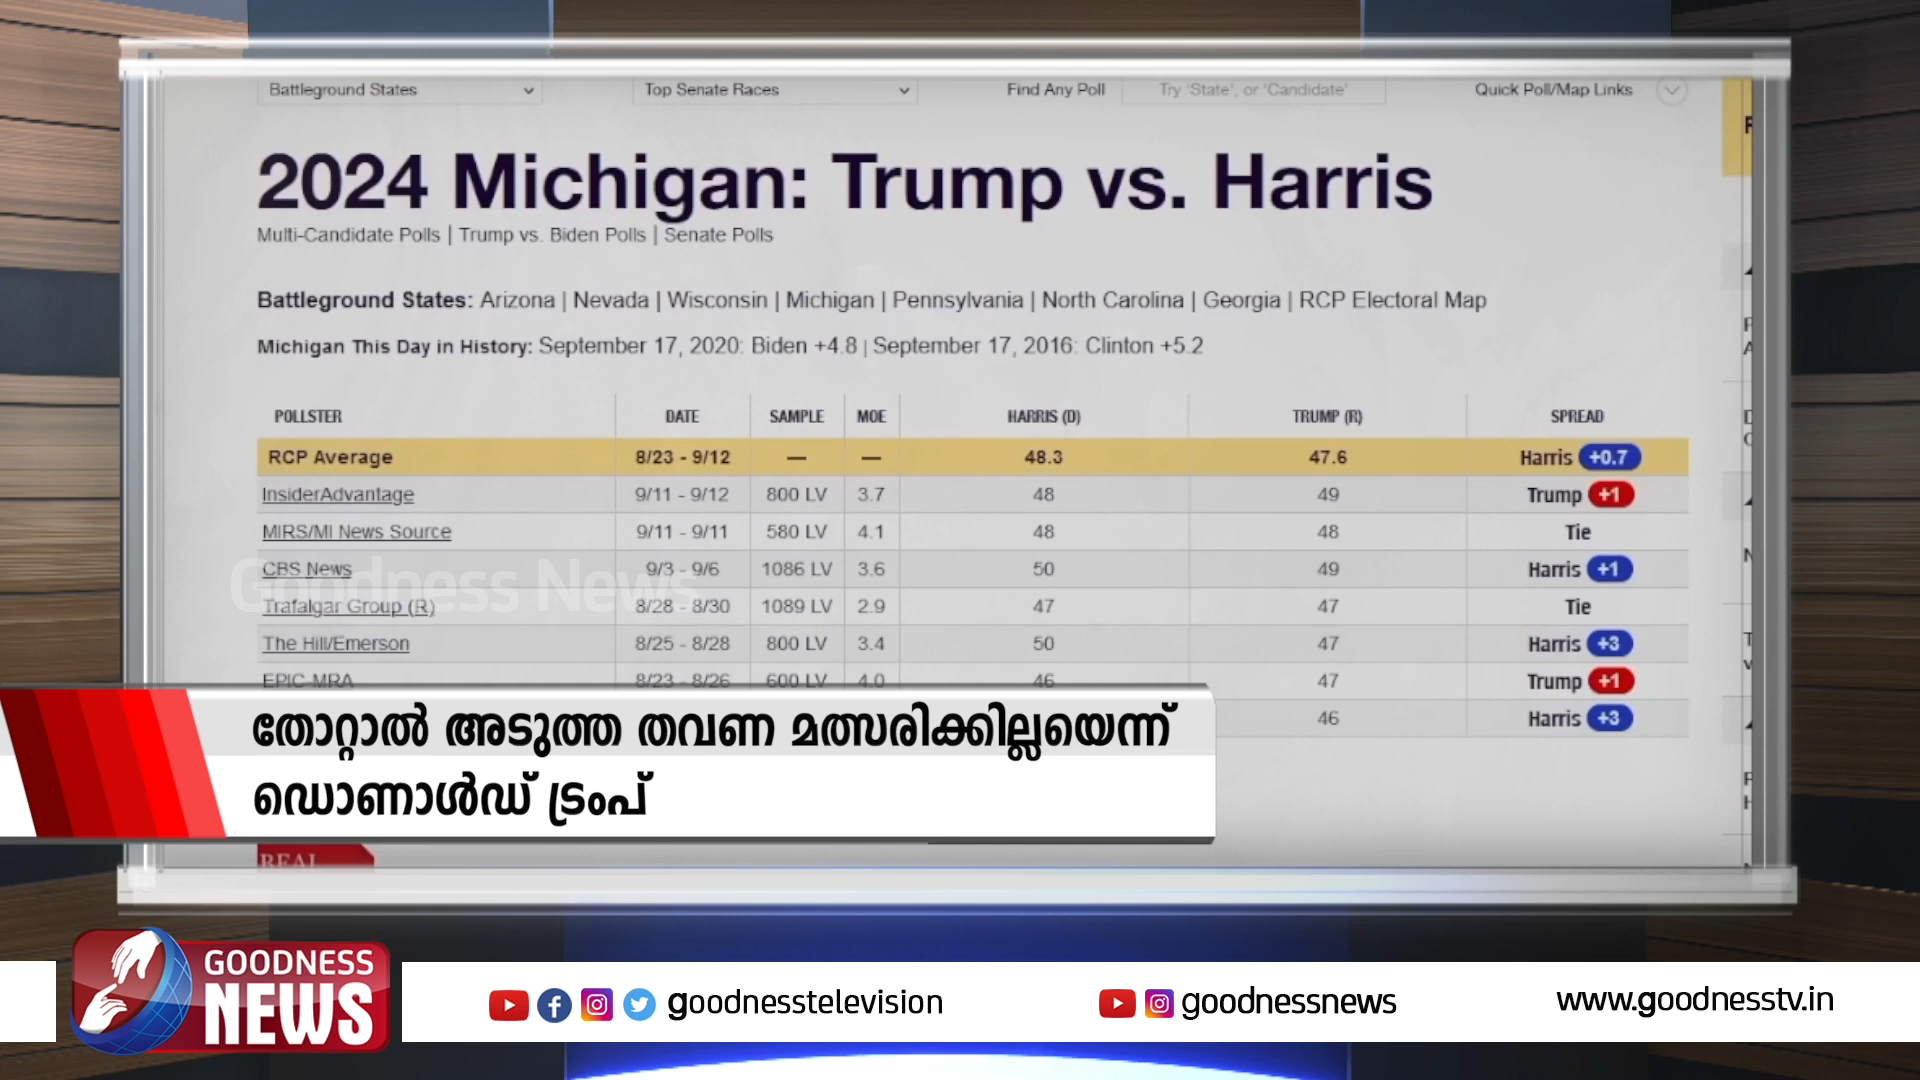 Battleground States
Top Senate Races
Find Any Poll
Try 'State', or 'Candidate'
Quick Poll/Map Links
2024 Michigan: Trump vs. Harris
Multi-Candidate Polls | Trump vs. Biden Polls | Senate Polls
Battleground States: Arizona | Nevada | Wisconsin | Michigan | Pennsylvania | North Carolina | Georgia | RCP Electoral Map
Michigan This Day in History: September 17, 2020: Biden +4.8 | September 17, 2016: Clinton +5.2
POLLSTER DATE SAMPLE MOE HARRIS (D) TRUMP (R) SPREAD
RCP Average 8/23 - 9/12 — — 48.3 47.6 Harris +0.7
InsiderAdvantage 9/11 - 9/12 800 LV 3.7 48 49 Trump +1
MIRS/MI News Source 9/11 - 9/11 580 LV 4.1 48 48 Tie
CBS News 9/3 - 9/6 1086 LV 3.6 50 49 Harris +1
Goodness News
Trafalgar Group (R) 8/28 - 8/30 1089 LV 2.9 47 47 Tie
The Hill/Emerson 8/25 - 8/28 800 LV 3.4 50 47 Harris +3
EPIC-MRA 8/23 - 8/26 600 LV 4.0 46 47 Trump +1
46 Harris +3
തോറ്റാൽ അടുത്ത തവണ മത്സരിക്കില്ലയെന്ന്
ഡൊണാൾഡ് ട്രംപ്
REAL
GOODNESS
NEWS
goodnesstelevision
goodnessnews
www.goodnesstv.in